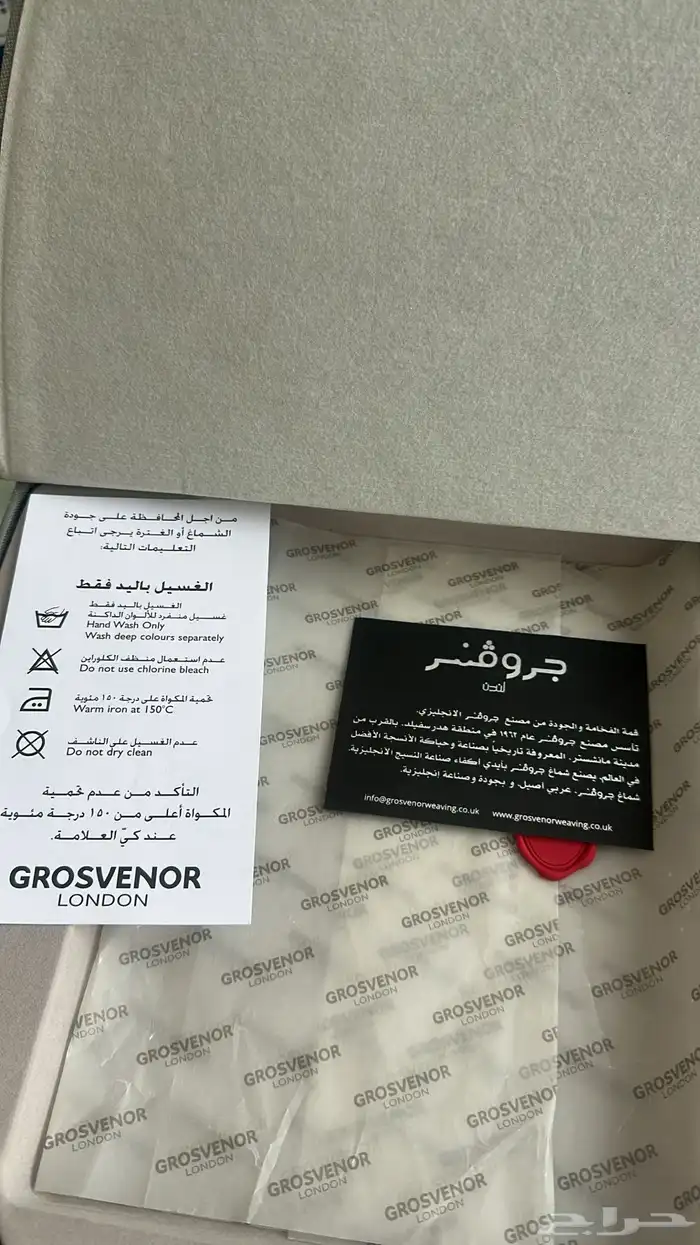 من اجل المحافظة على جودة
الشماغ أو الغترة يرجى اتباع
التعليمات التالية:
الغسيل باليد فقط
الغسيل باليد فقط
غسيل منفرد للألوان الداكنة
Hand Wash Only
Wash deep colours separately
عدم استعمال منظف الكلوراين
Do not use chlorine bleach
تحمية المكواة على درجة ١٥٠ مئوية
Warm iron at 150°C
عدم الغسيل على الناشف
Do not dry clean
التأكد من عدم تحمية
المكواة أعلى من ١٥٠ درجة مئوية
عند كيّ العلامة.
GROSVENOR
LONDON
جروڤنر
لندن
قمة الفخامة والجودة من مصنع جروڤنر الانجليزي.
تأسس مصنع جروڤنر عام ١٩٦٢ في منطقة هدرسفيلد. بالقرب من
مدينة مانشستر. المعروفة تاريخياً بصناعة وحياكة الأنسجة الأفضل
في العالم. يصنع شماغ جروڤنر بأيدي اكفاء صناعة النسيج الانجليزية.
شماغ جروڤنر. عربي أصيل. و بجودة وصناعة إنجليزية.
info@grosvenorweaving.co.uk www.grosvenorweaving.co.uk
GROSVENOR
LONDON
حراج